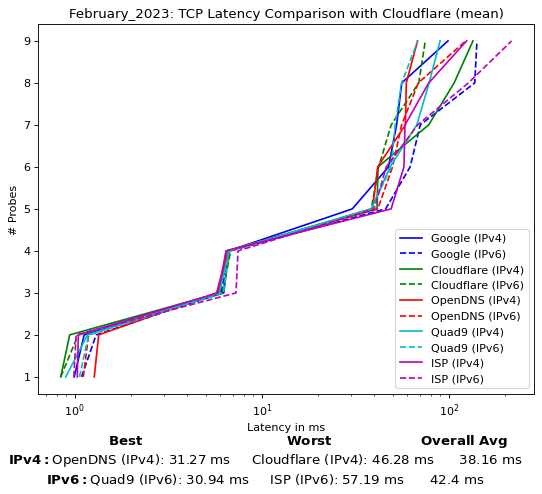 February_2023: TCP Latency Comparison with Cloudflare (mean)
9
8
7
6
5
4
3
2
1
# Probes
Google (IPv4)
Google (IPv6)
Cloudflare (IPv4)
Cloudflare (IPv6)
OpenDNS (IPv4)
OpenDNS (IPv6)
Quad9 (IPv4)
Quad9 (IPv6)
ISP (IPv4)
ISP (IPv6)
10⁰ 10¹ 10²
Latency in ms
Best Worst Overall Avg
IPv4: OpenDNS (IPv4): 31.27 ms Cloudflare (IPv4): 46.28 ms 38.16 ms
IPv6: Quad9 (IPv6): 30.94 ms ISP (IPv6): 57.19 ms 42.4 ms